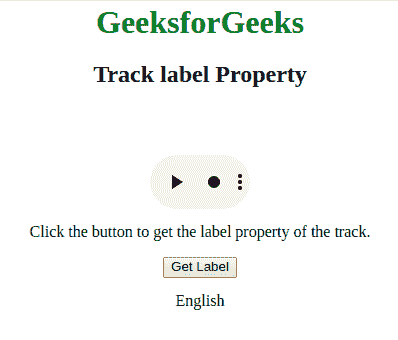 GeeksforGeeks
Track label Property
Click the button to get the label property of the track.
Get Label
English